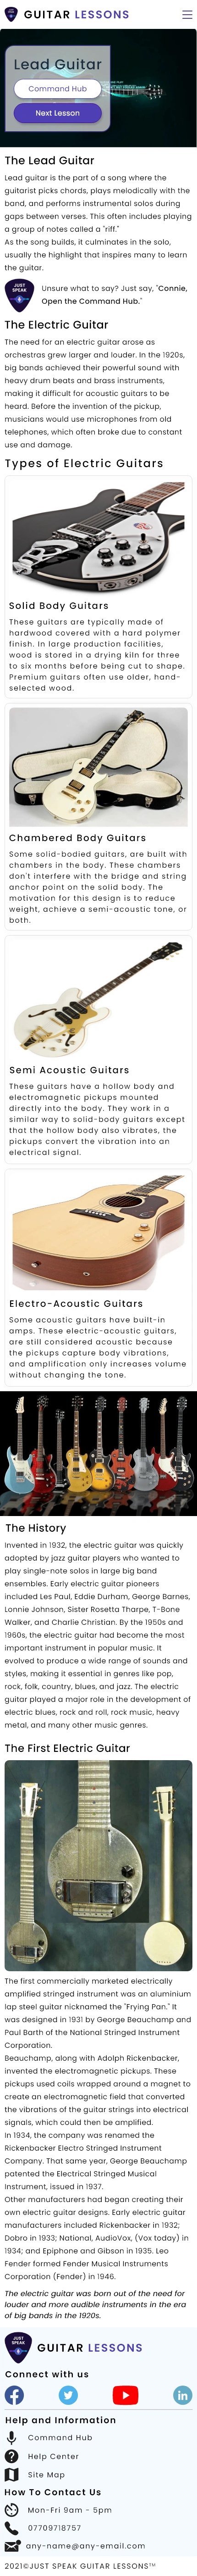 GUITAR LESSONS
Lead Guitar
Command Hub
Next Lesson
The Lead Guitar
Lead guitar is the part of a song where the
guitarist picks chords, plays melodically with the
band, and performs instrumental solos during
gaps between verses. This often includes playing
a group of notes called a "riff."
As the song builds, it culminates in the solo,
usually the highlight that inspires many to learn
the guitar.
JUST
SPEAK
Unsure what to say? Just say, "Connie,
Open the Command Hub."
The Electric Guitar
The need for an electric guitar arose as
orchestras grew larger and louder. In the 1920s,
big bands achieved their powerful sound with
heavy drum beats and brass instruments,
making it difficult for acoustic guitars to be
heard. Before the invention of the pickup,
musicians would use microphones from old
telephones, which often broke due to constant
use and damage.
Types of Electric Guitars
Solid Body Guitars
These guitars are typically made of
hardwood covered with a hard polymer
finish. In large production facilities,
wood is stored in a drying kiln for three
to six months before being cut to shape.
Premium guitars often use older, hand-
selected wood.
Chambered Body Guitars
Some solid-bodied guitars, are built with
chambers in the body. These chambers
don't interfere with the bridge and string
anchor point on the solid body. The
motivation for this design is to reduce
weight, achieve a semi-acoustic tone, or
both.
Semi Acoustic Guitars
These guitars have a hollow body and
electromagnetic pickups mounted
directly into the body. They work in a
similar way to solid-body guitars except
that the hollow body also vibrates, the
pickups convert the vibration into an
electrical signal.
Electro-Acoustic Guitars
Some acoustic guitars have built-in
amps. These electric-acoustic guitars,
are still considered acoustic because
the pickups capture body vibrations,
and amplification only increases volume
without changing the tone.
The History
Invented in 1932, the electric guitar was quickly
adopted by jazz guitar players who wanted to
play single-note solos in large big band
ensembles. Early electric guitar pioneers
included Les Paul, Eddie Durham, George Barnes,
Lonnie Johnson, Sister Rosetta Tharpe, T-Bone
Walker, and Charlie Christian. By the 1950s and
1960s, the electric guitar had become the most
important instrument in popular music. It
evolved to produce a wide range of sounds and
styles, making it essential in genres like pop,
rock, folk, country, blues, and jazz. The electric
guitar played a major role in the development of
electric blues, rock and roll, rock music, heavy
metal, and many other music genres.
The First Electric Guitar
The first commercially marketed electrically
amplified stringed instrument was an aluminium
lap steel guitar nicknamed the "Frying Pan." It
was designed in 1931 by George Beauchamp and
Paul Barth of the National Stringed Instrument
Corporation.
Beauchamp, along with Adolph Rickenbacker,
invented the electromagnetic pickups. These
pickups used coils wrapped around a magnet to
create an electromagnetic field that converted
the vibrations of the guitar strings into electrical
signals, which could then be amplified.
In 1934, the company was renamed the
Rickenbacker Electro Stringed Instrument
Company. That same year, George Beauchamp
patented the Electrical Stringed Musical
Instrument, issued in 1937.
Other manufacturers had began creating their
own electric guitar designs. Early electric guitar
manufacturers included Rickenbacker in 1932;
Dobro in 1933; National, AudioVox, (Vox today) in
1934; and Epiphone and Gibson in 1935. Leo
Fender formed Fender Musical Instruments
Corporation (Fender) in 1946.
The electric guitar was born out of the need for
louder and more audible instruments in the era
of big bands in the 1920s.
JUST
SPEAK
GUITAR LESSONS
Connect with us
Help and Information
Command Hub
Help Center
Site Map
How To Contact Us
Mon-Fri 9am - 5pm
07709718757
any-name@any-email.com
2021©JUST SPEAK GUITAR LESSONS™